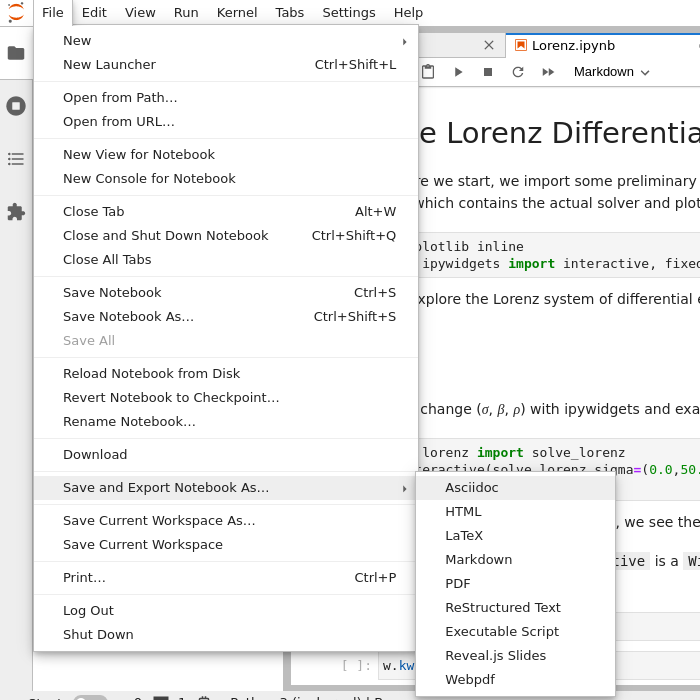 File Edit View Run Kernel Tabs Settings Help
New
New Launcher Ctrl+Shift+L
Open from Path…
Open from URL…
New View for Notebook
New Console for Notebook
Close Tab Alt+W
Close and Shut Down Notebook Ctrl+Shift+Q
Close All Tabs
Save Notebook Ctrl+S
Save Notebook As… Ctrl+Shift+S
Save All
Reload Notebook from Disk
Revert Notebook to Checkpoint…
Rename Notebook…
Download
Save and Export Notebook As…
Save Current Workspace As…
Save Current Workspace
Print… Ctrl+P
Log Out
Shut Down
Asciidoc
HTML
LaTeX
Markdown
PDF
ReStructured Text
Executable Script
Reveal.js Slides
Webpdf
Lorenz.ipynb
Markdown
e Lorenz Differentia
re we start, we import some preliminary
which contains the actual solver and plot
plotlib inline
ipywidgets import interactive, fixed
xplore the Lorenz system of differential e
change (σ, β, ρ) with ipywidgets and exa
lorenz import solve_lorenz
teractive(solve_lorenz,sigma=(0.0,50.
, we see the
tive is a Wi
[ ]: w.kw